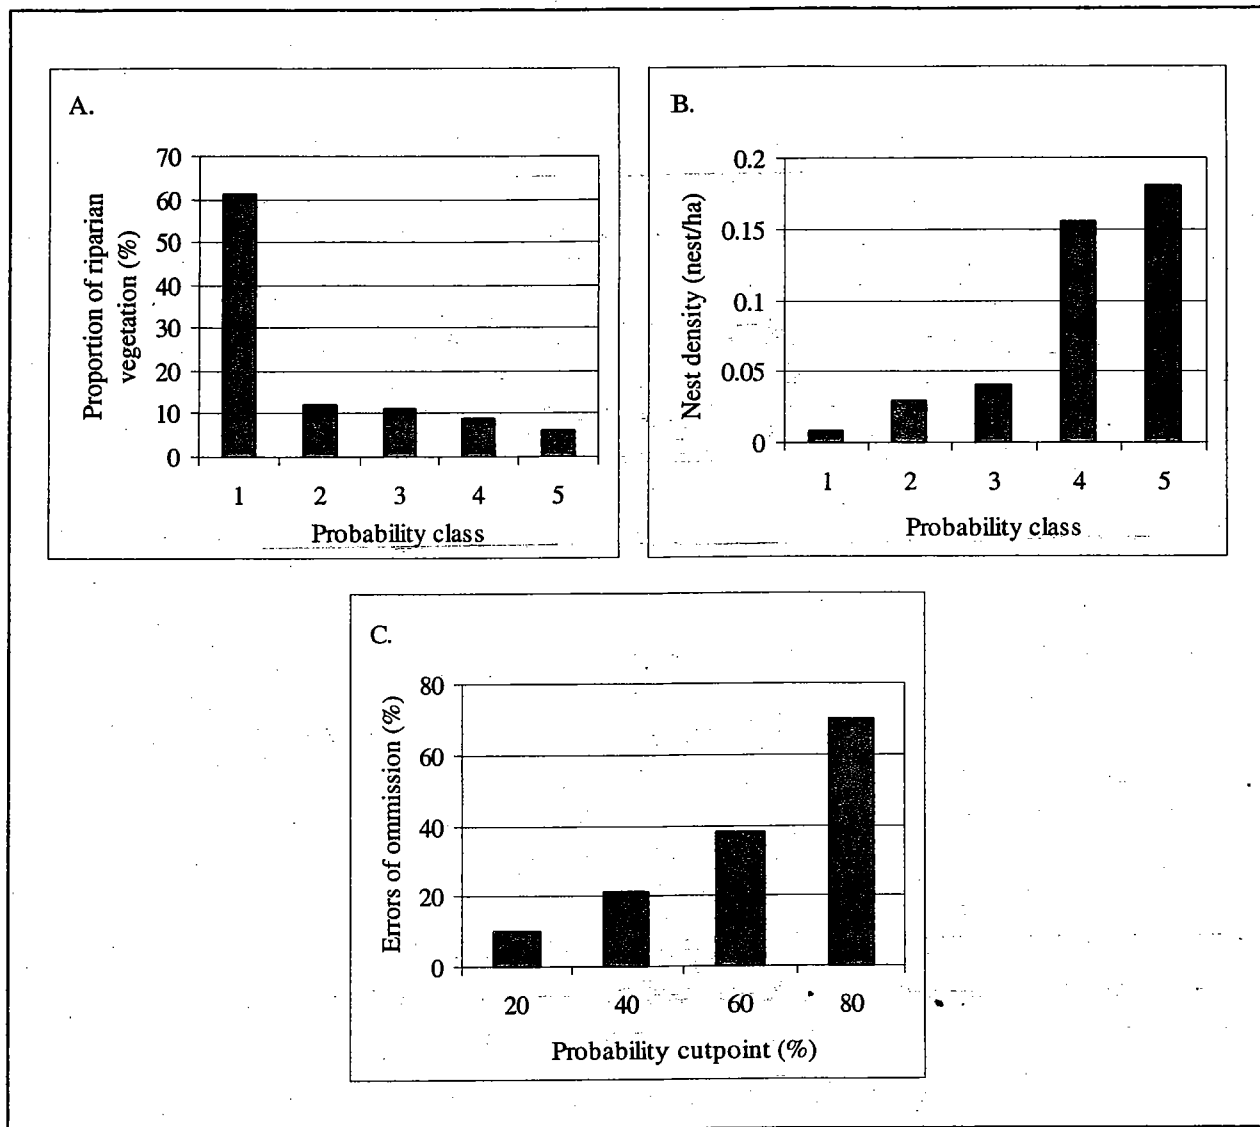 A.
Proportion of riparian
vegetation (%)
70
60
50
40
30
20
10
0
1 2 3 4 5
Probability class
B.
Nest density (nest/ha)
0.2
0.15
0.1
0.05
0
1 2 3 4 5
Probability class
C.
Errors of ommission (%)
80
60
40
20
0
20 40 60 80
Probability cutpoint (%)